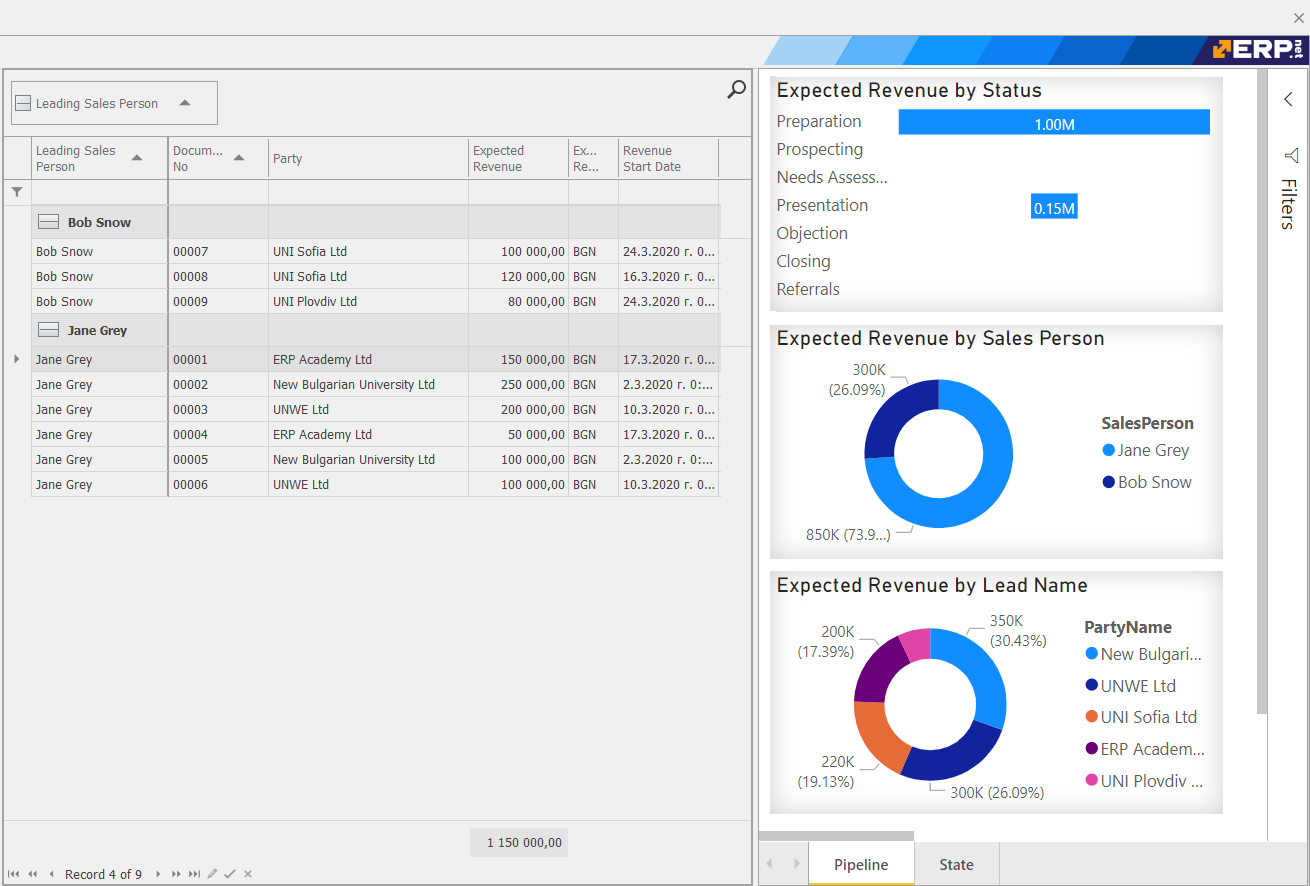 ERP.net
Leading Sales Person
Leading Sales Person
Docum... No
Party
Expected Revenue
Ex... Re...
Revenue Start Date
Bob Snow
Bob Snow 00007 UNI Sofia Ltd 100 000,00 BGN 24.3.2020 г. 0...
Bob Snow 00008 UNI Sofia Ltd 120 000,00 BGN 16.3.2020 г. 0...
Bob Snow 00009 UNI Plovdiv Ltd 80 000,00 BGN 24.3.2020 г. 0...
Jane Grey
Jane Grey 00001 ERP Academy Ltd 150 000,00 BGN 17.3.2020 г. 0...
Jane Grey 00002 New Bulgarian University Ltd 250 000,00 BGN 2.3.2020 г. 0:...
Jane Grey 00003 UNWE Ltd 200 000,00 BGN 10.3.2020 г. 0...
Jane Grey 00004 ERP Academy Ltd 50 000,00 BGN 17.3.2020 г. 0...
Jane Grey 00005 New Bulgarian University Ltd 100 000,00 BGN 2.3.2020 г. 0:...
Jane Grey 00006 UNWE Ltd 100 000,00 BGN 10.3.2020 г. 0...
1 150 000,00
Record 4 of 9
Expected Revenue by Status
Preparation 1.00M
Prospecting
Needs Assess...
Presentation 0.15M
Objection
Closing
Referrals
Expected Revenue by Sales Person
300K
(26.09%)
850K (73.9...)
SalesPerson
Jane Grey
Bob Snow
Expected Revenue by Lead Name
350K
(30.43%)
200K
(17.39%)
220K
(19.13%)
300K (26.09%)
PartyName
New Bulgari...
UNWE Ltd
UNI Sofia Ltd
ERP Academ...
UNI Plovdiv ...
Filters
Pipeline
State